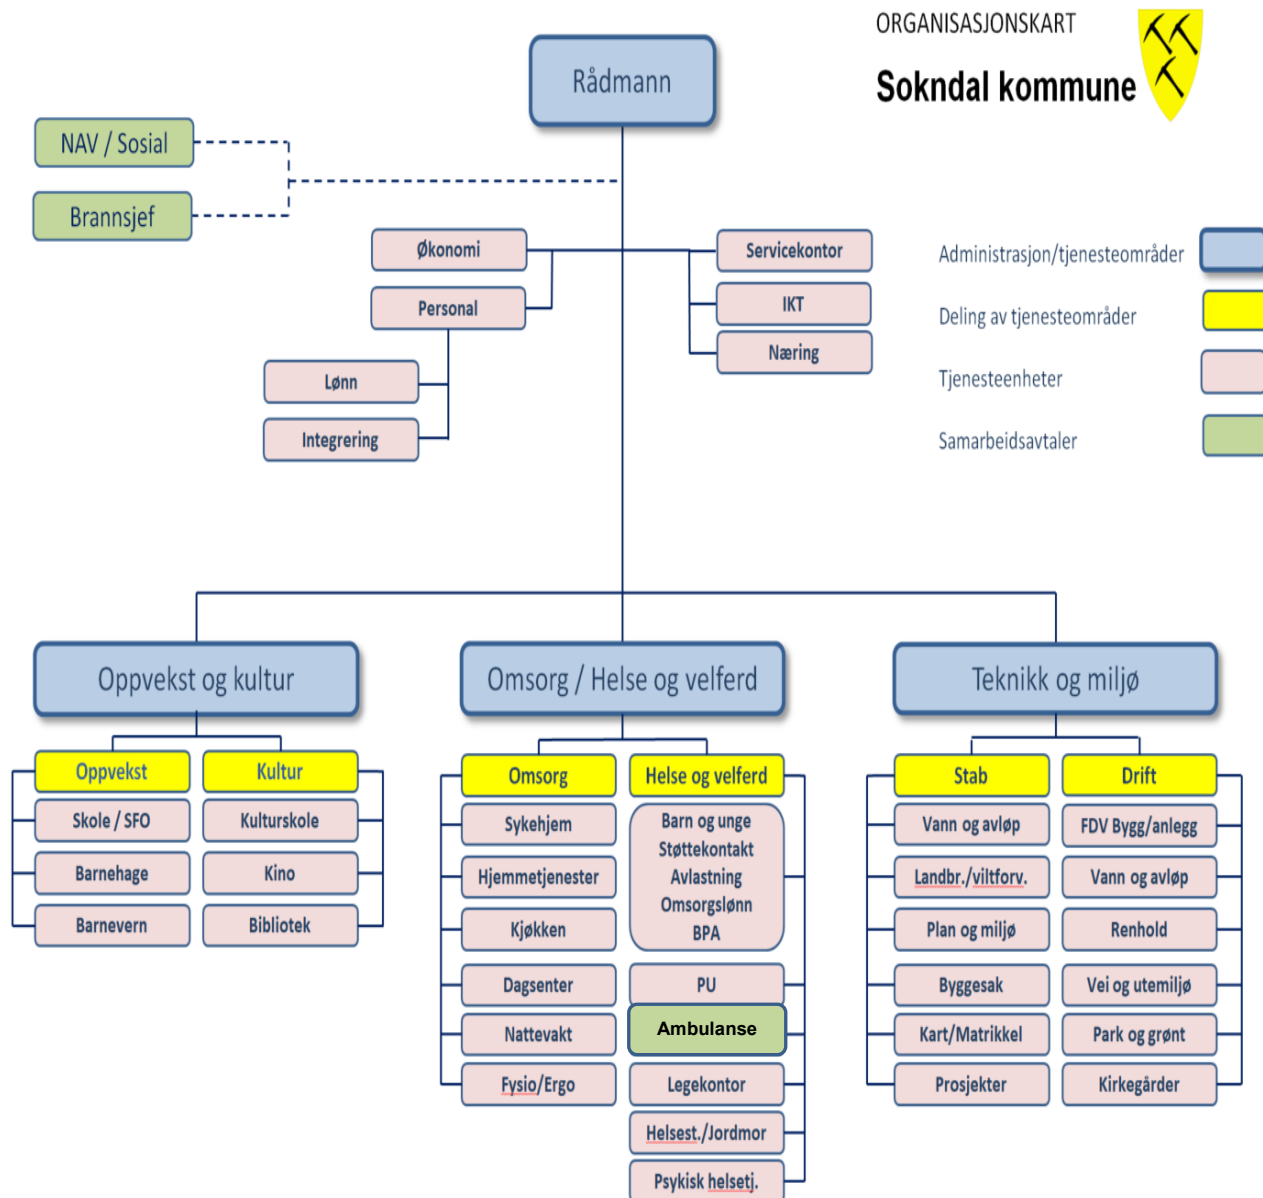 ORGANISASJONSKART
Sokndal kommune
Rådmann
NAV / Sosial
Brannsjef
Økonomi
Personal
Lønn
Integrering
Servicekontor
IKT
Næring
Administrasjon/tjenesteområder
Deling av tjenesteområder
Tjenesteenheter
Samarbeidsavtaler
Oppvekst og kultur
Oppvekst
Skole / SFO
Barnehage
Barnevern
Kultur
Kulturskole
Kino
Bibliotek
Omsorg / Helse og velferd
Omsorg
Sykehjem
Hjemmetjenester
Kjøkken
Dagsenter
Nattevakt
Fysio/Ergo
Helse og velferd
Barn og unge
Støttekontakt
Avlastning
Omsorgslønn
BPA
PU
Ambulanse
Legekontor
Helsest./Jordmor
Psykisk helsetj.
Teknikk og miljø
Stab
Vann og avløp
Landbr./viltforv.
Plan og miljø
Byggesak
Kart/Matrikkel
Prosjekter
Drift
FDV Bygg/anlegg
Vann og avløp
Renhold
Vei og utemiljø
Park og grønt
Kirkegårder